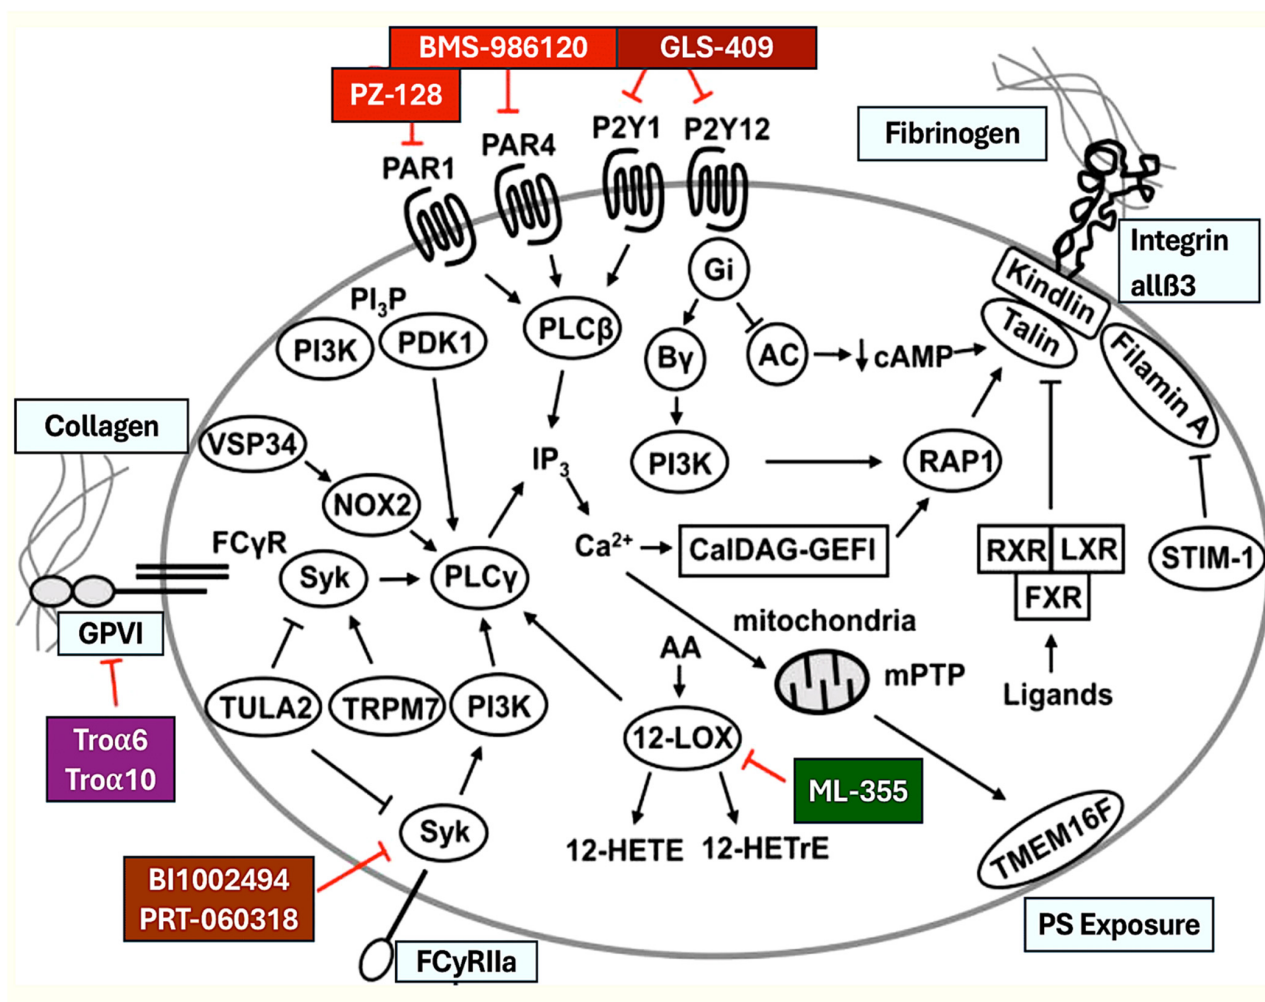 BMS-986120
GLS-409
PZ-128
P2Y1
P2Y12
PAR4
PAR1
Fibrinogen
Integrin
allß3
Kindlin
Talin
Filamin A
Gi
PI3P
PI3K
PDK1
PLCβ
Bγ
AC
↓ cAMP
Collagen
VSP34
IP3
PI3K
RAP1
NOX2
FCγR
Syk
PLCγ
Ca2+
CalDAG-GEFI
RXR
LXR
FXR
STIM-1
GPVI
mitochondria
AA
mPTP
Ligands
TULA2
TRPM7
PI3K
12-LOX
Troα6
Troα10
ML-355
Syk
12-HETE
12-HETrE
TMEM16F
BI1002494
PRT-060318
PS Exposure
FCyRIIa